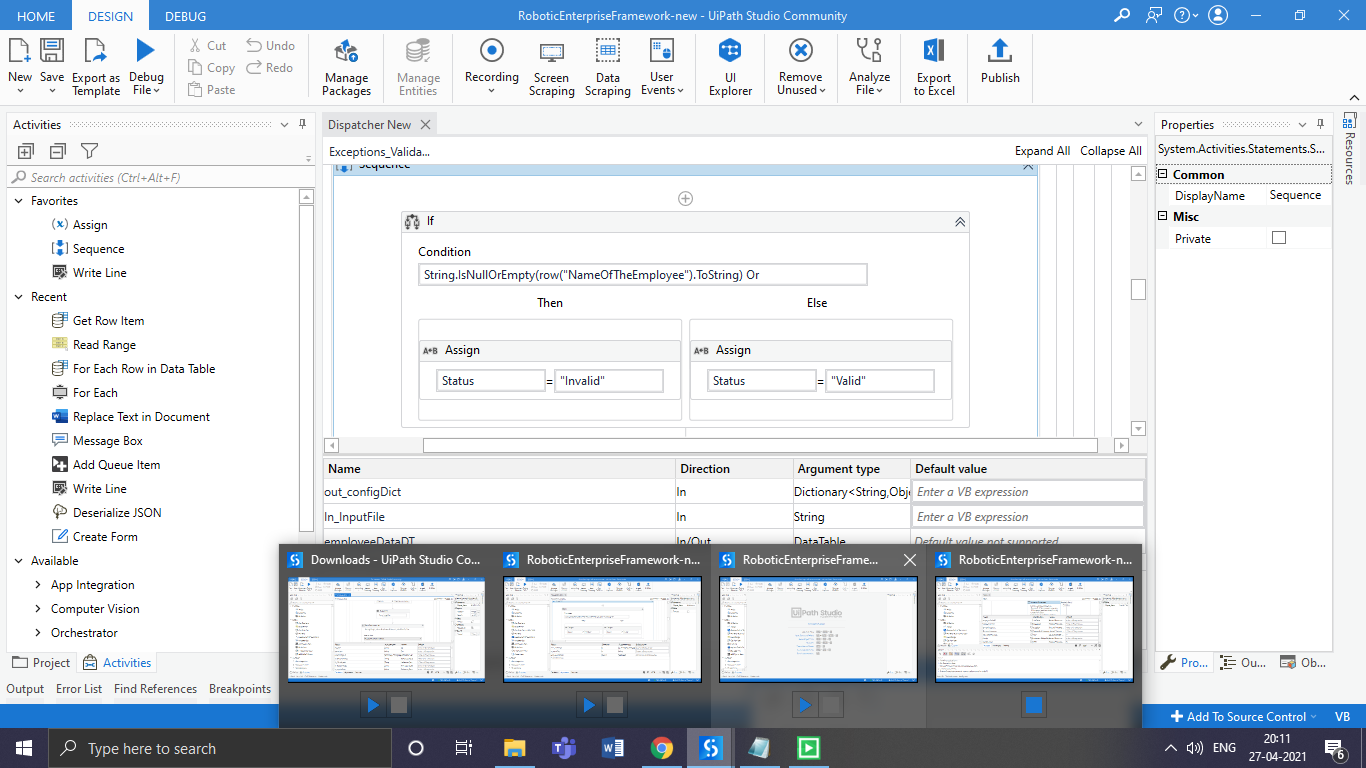 HOME DESIGN DEBUG RoboticEnterpriseFramework-new - UiPath Studio Community
New Save Export as Template Debug File Cut Copy Paste Undo Redo Manage Packages Manage Entities Recording Screen Scraping Data Scraping User Events UI Explorer Remove Unused Analyze File Export to Excel Publish
Activities
Search activities (Ctrl+Alt+F)
Favorites
Assign
Sequence
Write Line
Recent
Get Row Item
Read Range
For Each Row in Data Table
For Each
Replace Text in Document
Message Box
Add Queue Item
Write Line
Deserialize JSON
Create Form
Available
App Integration
Computer Vision
Orchestrator
Project Activities
Output Error List Find References Breakpoints
Dispatcher New
Exceptions_Valida... Expand All Collapse All
Sequence
If
Condition
String.IsNullOrEmpty(row("NameOfTheEmployee").ToString) Or
Then Else
Assign Assign
Status = "Invalid" Status = "Valid"
Name Direction Argument type Default value
out_configDict In Dictionary<String,Obj Enter a VB expression
In_InputFile In String Enter a VB expression
employeeDataDT In/Out DataTable Default value not supported
Properties
System.Activities.Statements.S...
Common
DisplayName Sequence
Misc
Private
Resources
Pro... Ou... Ob...
Downloads - UiPath Studio Co... RoboticEnterpriseFramework-n... RoboticEnterpriseFrame... RoboticEnterpriseFramework-n...
UiPath Studio
Add To Source Control VB
Type here to search
ENG 20:11
27-04-2021
6